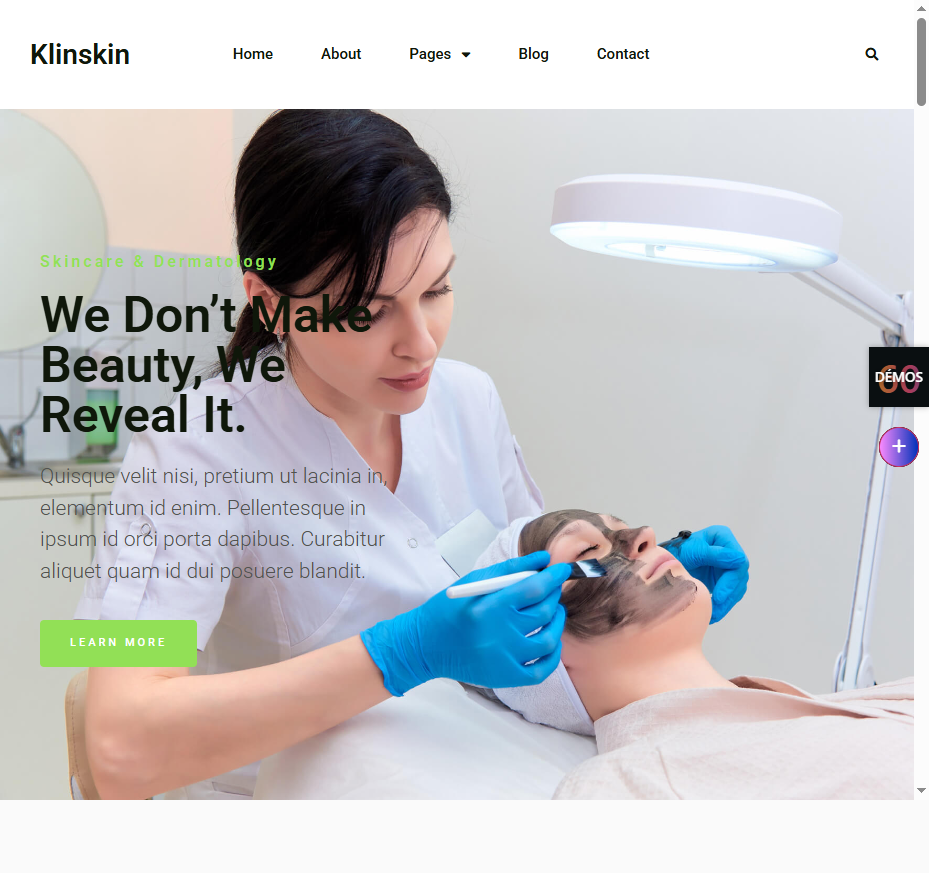 Klinskin
Home
About
Pages
Blog
Contact
Skincare & Dermatology
We Don’t Make
Beauty, We
Reveal It.
Quisque velit nisi, pretium ut lacinia in,
elementum id enim. Pellentesque in
ipsum id orci porta dapibus. Curabitur
aliquet quam id dui posuere blandit.
LEARN MORE
60
DÉMOS
+